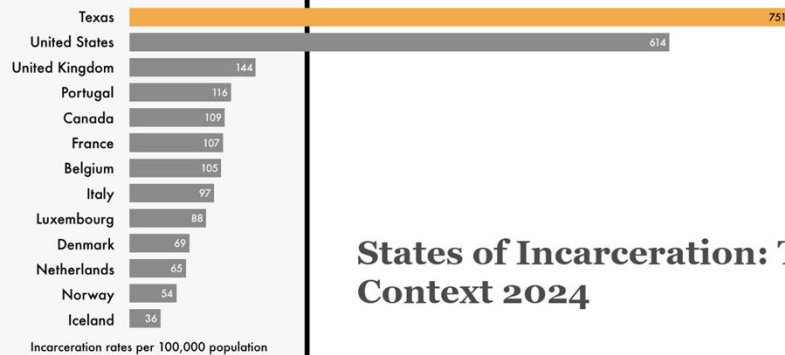 Texas 751
United States 614
United Kingdom 144
Portugal 116
Canada 109
France 107
Belgium 105
Italy 97
Luxembourg 88
Denmark 69
Netherlands 65
Norway 54
Iceland 36
Incarceration rates per 100,000 population
States of Incarceration:
Context 2024